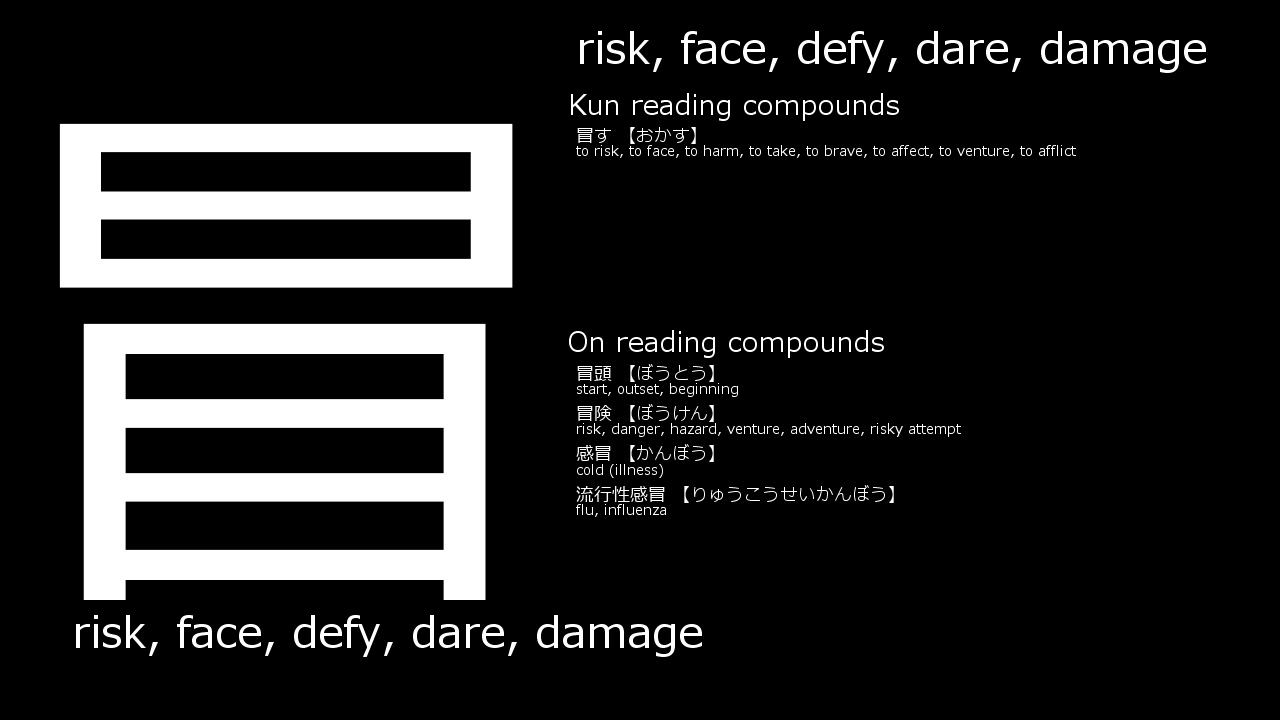 冒
risk, face, defy, dare, damage
Kun reading compounds
冒す 【おかす】
to risk, to face, to harm, to take, to brave, to affect, to venture, to afflict
On reading compounds
冒頭 【ぼうとう】
start, outset, beginning
冒険 【ぼうけん】
risk, danger, hazard, venture, adventure, risky attempt
感冒 【かんぼう】
cold (illness)
流行性感冒 【りゅうこうせいかんぼう】
flu, influenza
risk, face, defy, dare, damage